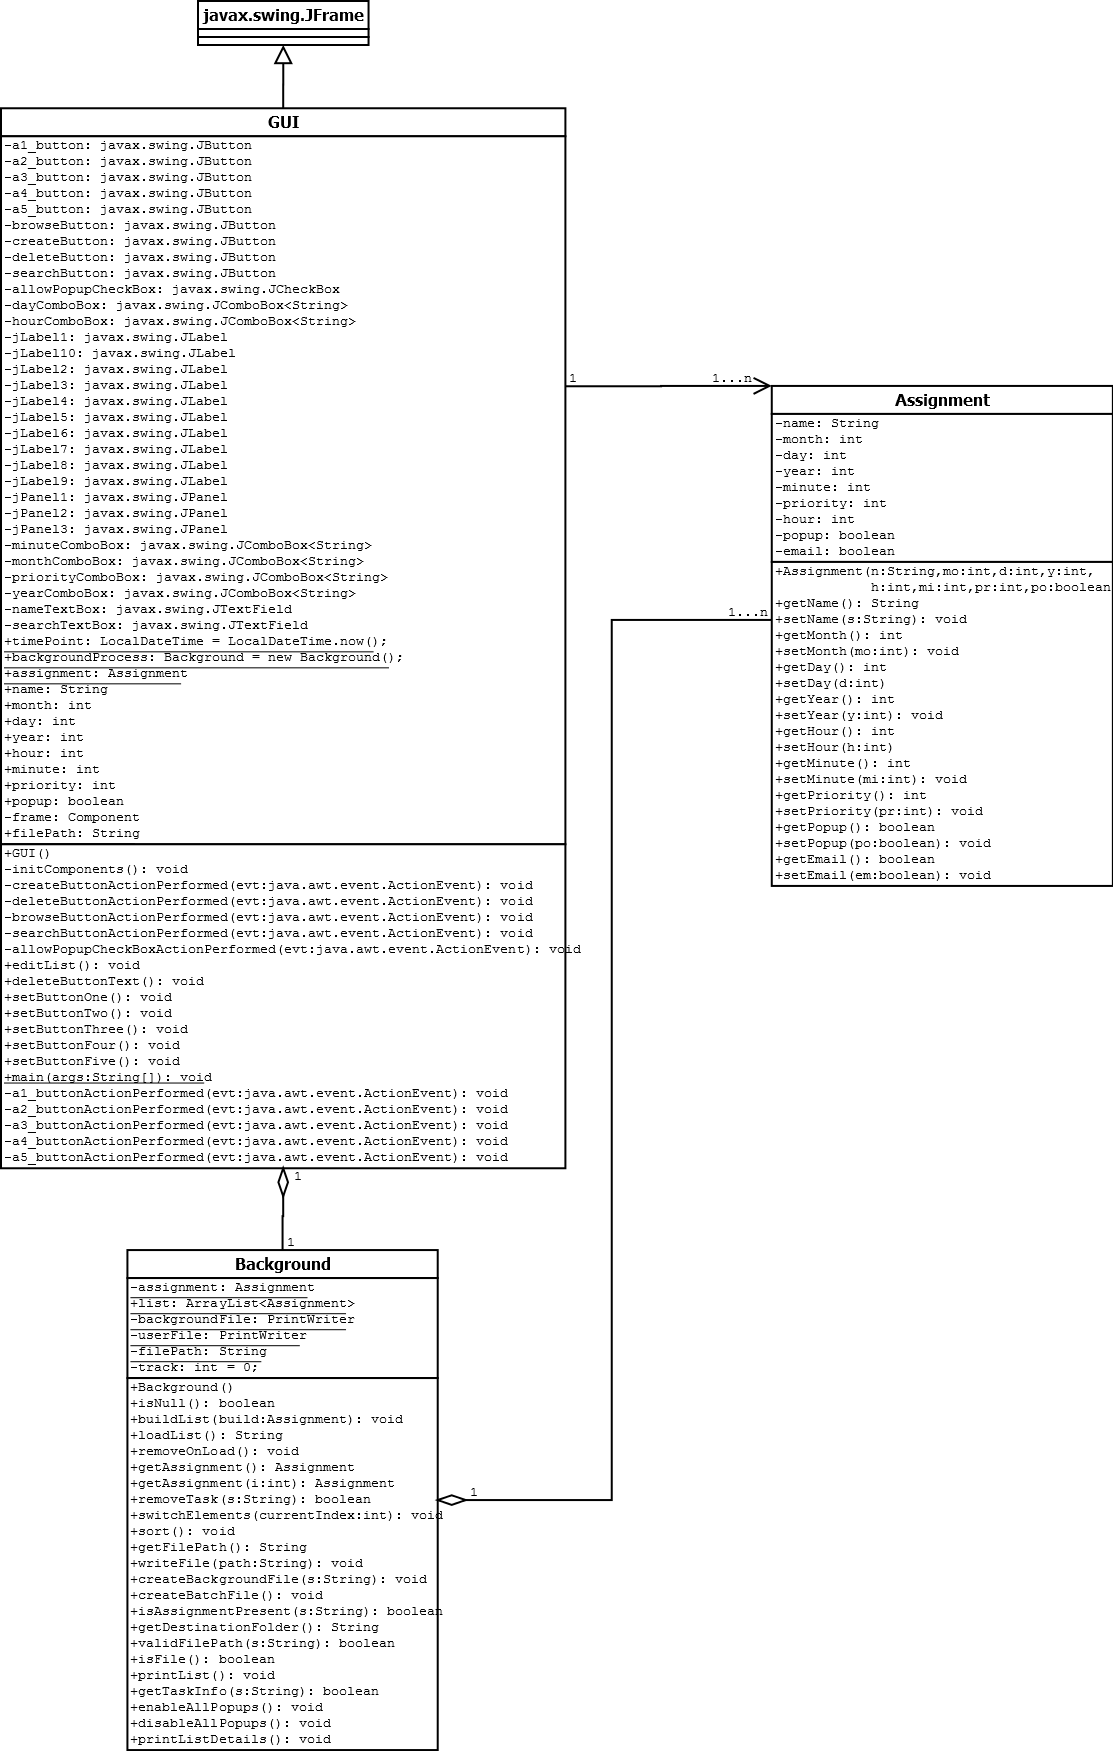 javax.swing.JFrame
GUI
-a1_button: javax.swing.JButton
-a2_button: javax.swing.JButton
-a3_button: javax.swing.JButton
-a4_button: javax.swing.JButton
-a5_button: javax.swing.JButton
-browseButton: javax.swing.JButton
-createButton: javax.swing.JButton
-deleteButton: javax.swing.JButton
-searchButton: javax.swing.JButton
-allowPopupCheckBox: javax.swing.JCheckBox
-dayComboBox: javax.swing.JComboBox<String>
-hourComboBox: javax.swing.JComboBox<String>
-jLabel1: javax.swing.JLabel
-jLabel10: javax.swing.JLabel
-jLabel2: javax.swing.JLabel
-jLabel3: javax.swing.JLabel
-jLabel4: javax.swing.JLabel
-jLabel5: javax.swing.JLabel
-jLabel6: javax.swing.JLabel
-jLabel7: javax.swing.JLabel
-jLabel8: javax.swing.JLabel
-jLabel9: javax.swing.JLabel
-jPanel1: javax.swing.JPanel
-jPanel2: javax.swing.JPanel
-jPanel3: javax.swing.JPanel
-minuteComboBox: javax.swing.JComboBox<String>
-monthComboBox: javax.swing.JComboBox<String>
-priorityComboBox: javax.swing.JComboBox<String>
-yearComboBox: javax.swing.JComboBox<String>
-nameTextBox: javax.swing.JTextField
-searchTextBox: javax.swing.JTextField
+timePoint: LocalDateTime = LocalDateTime.now();
+backgroundProcess: Background = new Background();
+assignment: Assignment
+name: String
+month: int
+day: int
+year: int
+hour: int
+minute: int
+priority: int
+popup: boolean
-frame: Component
+filePath: String
+GUI()
-initComponents(): void
-createButtonActionPerformed(evt:java.awt.event.ActionEvent): void
-deleteButtonActionPerformed(evt:java.awt.event.ActionEvent): void
-browseButtonActionPerformed(evt:java.awt.event.ActionEvent): void
-searchButtonActionPerformed(evt:java.awt.event.ActionEvent): void
-allowPopupCheckBoxActionPerformed(evt:java.awt.event.ActionEvent): void
+editList(): void
+deleteButtonText(): void
+setButtonOne(): void
+setButtonTwo(): void
+setButtonThree(): void
+setButtonFour(): void
+setButtonFive(): void
+main(args:String[]): void
-a1_buttonActionPerformed(evt:java.awt.event.ActionEvent): void
-a2_buttonActionPerformed(evt:java.awt.event.ActionEvent): void
-a3_buttonActionPerformed(evt:java.awt.event.ActionEvent): void
-a4_buttonActionPerformed(evt:java.awt.event.ActionEvent): void
-a5_buttonActionPerformed(evt:java.awt.event.ActionEvent): void
1
1...n
Assignment
-name: String
-month: int
-day: int
-year: int
-minute: int
-priority: int
-hour: int
-popup: boolean
-email: boolean
+Assignment(n:String,mo:int,d:int,y:int,
h:int,mi:int,pr:int,po:boolean
+getName(): String
+setName(s:String): void
+getMonth(): int
+setMonth(mo:int): void
+getDay(): int
+setDay(d:int)
+getYear(): int
+setYear(y:int): void
+getHour(): int
+setHour(h:int)
+getMinute(): int
+setMinute(mi:int): void
+getPriority(): int
+setPriority(pr:int): void
+getPopup(): boolean
+setPopup(po:boolean): void
+getEmail(): boolean
+setEmail(em:boolean): void
1...n
1
1
Background
-assignment: Assignment
+list: ArrayList<Assignment>
-backgroundFile: PrintWriter
-userFile: PrintWriter
-filePath: String
-track: int = 0;
+Background()
+isNull(): boolean
+buildList(build:Assignment): void
+loadList(): String
+removeOnLoad(): void
+getAssignment(): Assignment
+getAssignment(i:int): Assignment
+removeTask(s:String): boolean
1
+switchElements(currentIndex:int): void
+sort(): void
+getFilePath(): String
+writeFile(path:String): void
+createBackgroundFile(s:String): void
+createBatchFile(): void
+isAssignmentPresent(s:String): boolean
+getDestinationFolder(): String
+validFilePath(s:String): boolean
+isFile(): boolean
+printList(): void
+getTaskInfo(s:String): boolean
+enableAllPopups(): void
+disableAllPopups(): void
+printListDetails(): void